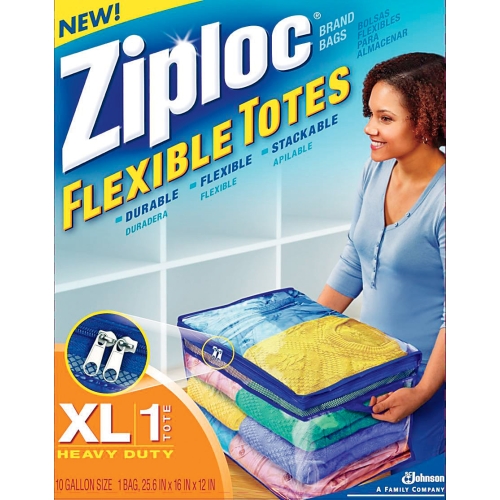 NEW!
Ziploc®
BRAND
BAGS
BOLSAS
FLEXIBLES
PARA
ALMACENAR
FLEXIBLE TOTES
DURABLE
DURADERA
FLEXIBLE
FLEXIBLE
STACKABLE
APILABLE
XL 1 TOTE
HEAVY DUTY
10 GALLON SIZE 1 BAG, 25.6 IN x 16 IN x 12 IN
SC Johnson
A FAMILY COMPANY